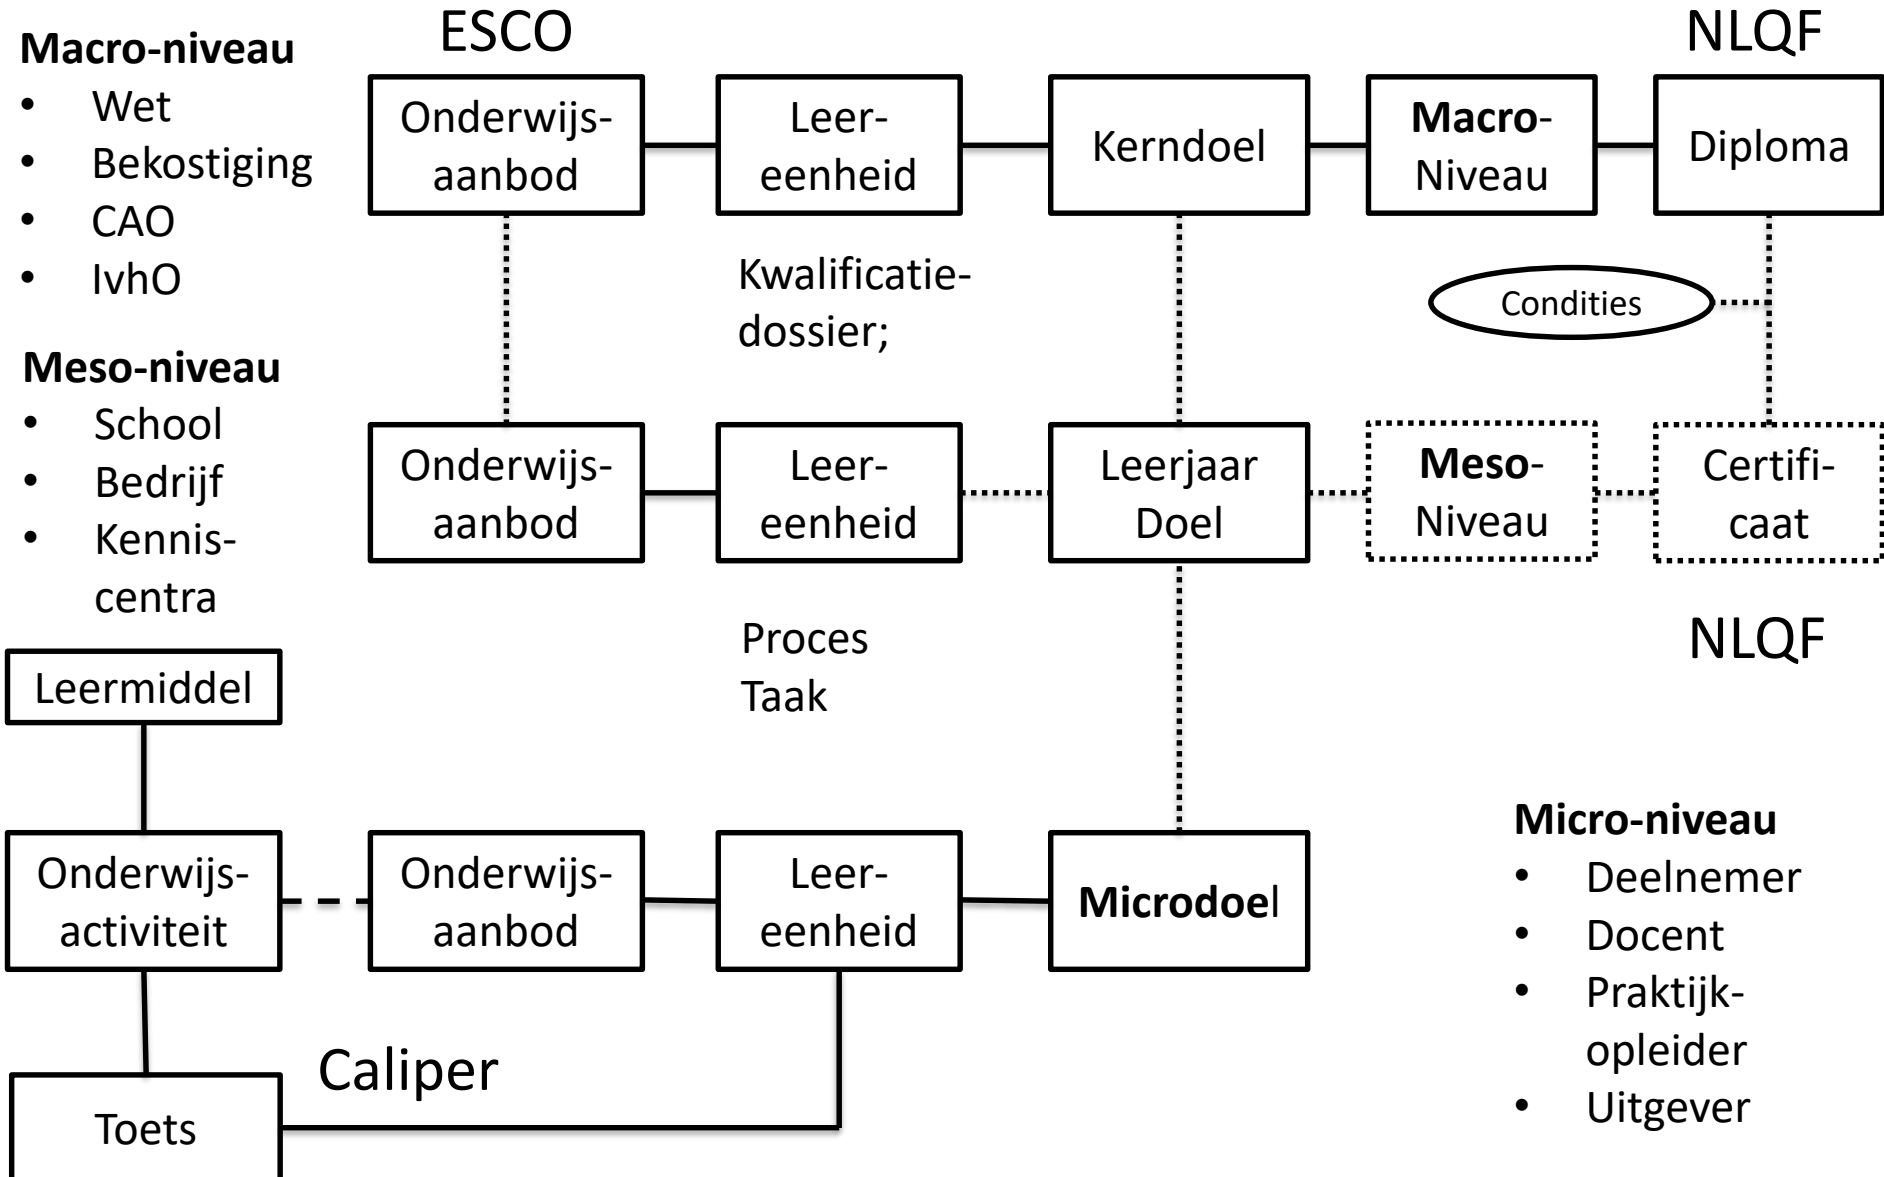 Macro-niveau
• Wet
• Bekostiging
• CAO
• IvhO
ESCO
NLQF
Onderwijs-
aanbod
Leer-
eenheid
Kerndoel
Macro-
Niveau
Diploma
Kwalificatie-
dossier;
Condities
Meso-niveau
• School
• Bedrijf
• Kennis-
centra
Onderwijs-
aanbod
Leer-
eenheid
Leerjaar
Doel
Meso-
Niveau
Certifi-
caat
Proces
Taak
NLQF
Leermiddel
Onderwijs-
activiteit
Onderwijs-
aanbod
Leer-
eenheid
Microdoel
Micro-niveau
• Deelnemer
• Docent
• Praktijk-
opleider
• Uitgever
Caliper
Toets